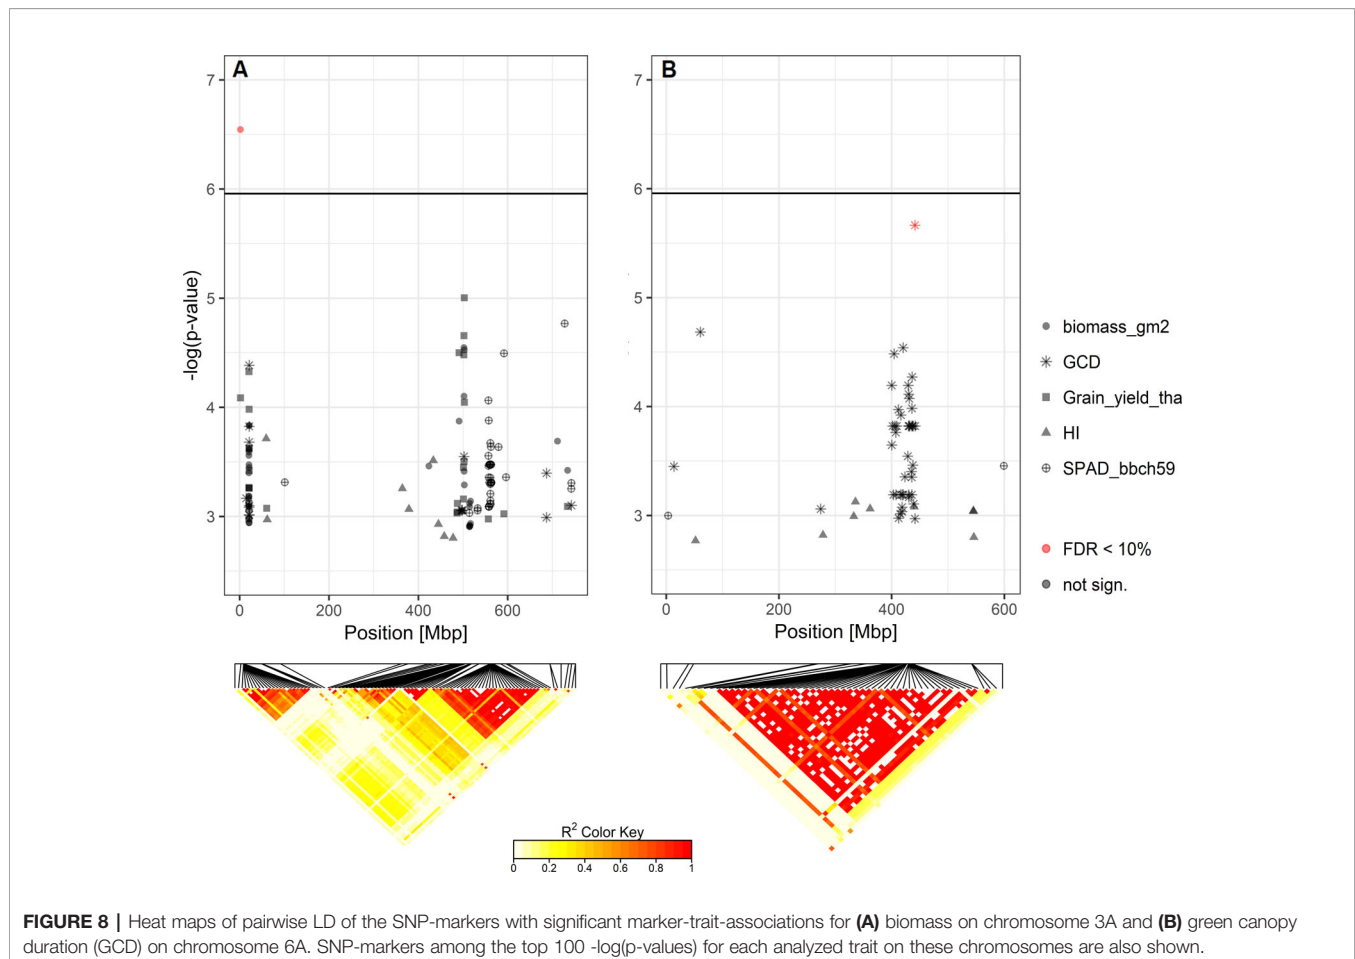 A
B
7
6
5
4
3
-log(p-value)
0
200
400
600
Position [Mbp]
7
6
5
4
3
0
200
400
600
Position [Mbp]
biomass_gm2
GCD
Grain_yield_tha
HI
SPAD_bbch59
FDR < 10%
not sign.
R² Color Key
0 0.2 0.4 0.6 0.8 1
FIGURE 8 | Heat maps of pairwise LD of the SNP-markers with significant marker-trait-associations for (A) biomass on chromosome 3A and (B) green canopy
duration (GCD) on chromosome 6A. SNP-markers among the top 100 -log(p-values) for each analyzed trait on these chromosomes are also shown.